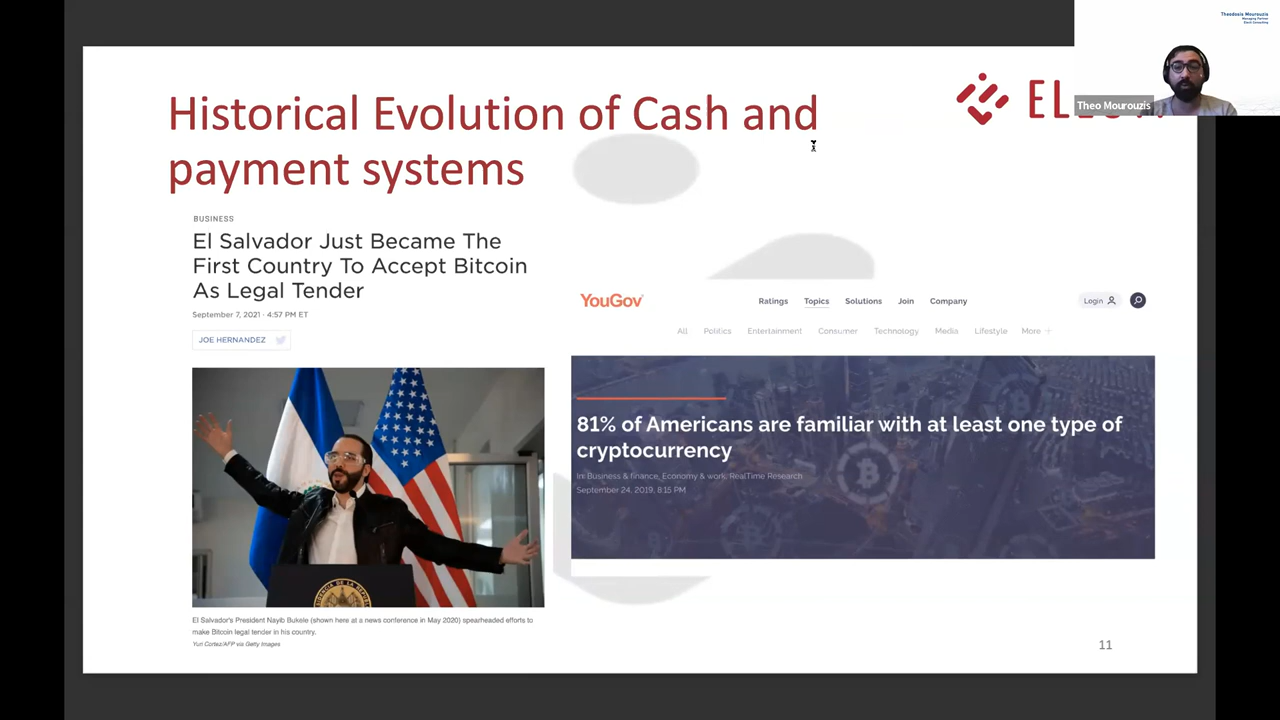 Historical Evolution of Cash and
payment systems
Theodosis Mourouzis
Managing Partner
Theo Mourouzis
BUSINESS
El Salvador Just Became The
First Country To Accept Bitcoin
As Legal Tender
September 7, 2021 · 4:57 PM ET
JOE HERNANDEZ
El Salvador's President Nayib Bukele (shown here at a news conference in May 2020) spearheaded efforts to
make Bitcoin legal tender in his country.
Yuri Cortez/AFP via Getty Images
YouGov
Ratings Topics Solutions Join Company
Login
All Politics Entertainment Consumer Technology Media Lifestyle More
81% of Americans are familiar with at least one type of
cryptocurrency
In: Business & finance, Economy & work, RealTime Research
September 24, 2019, 8:15 PM
11